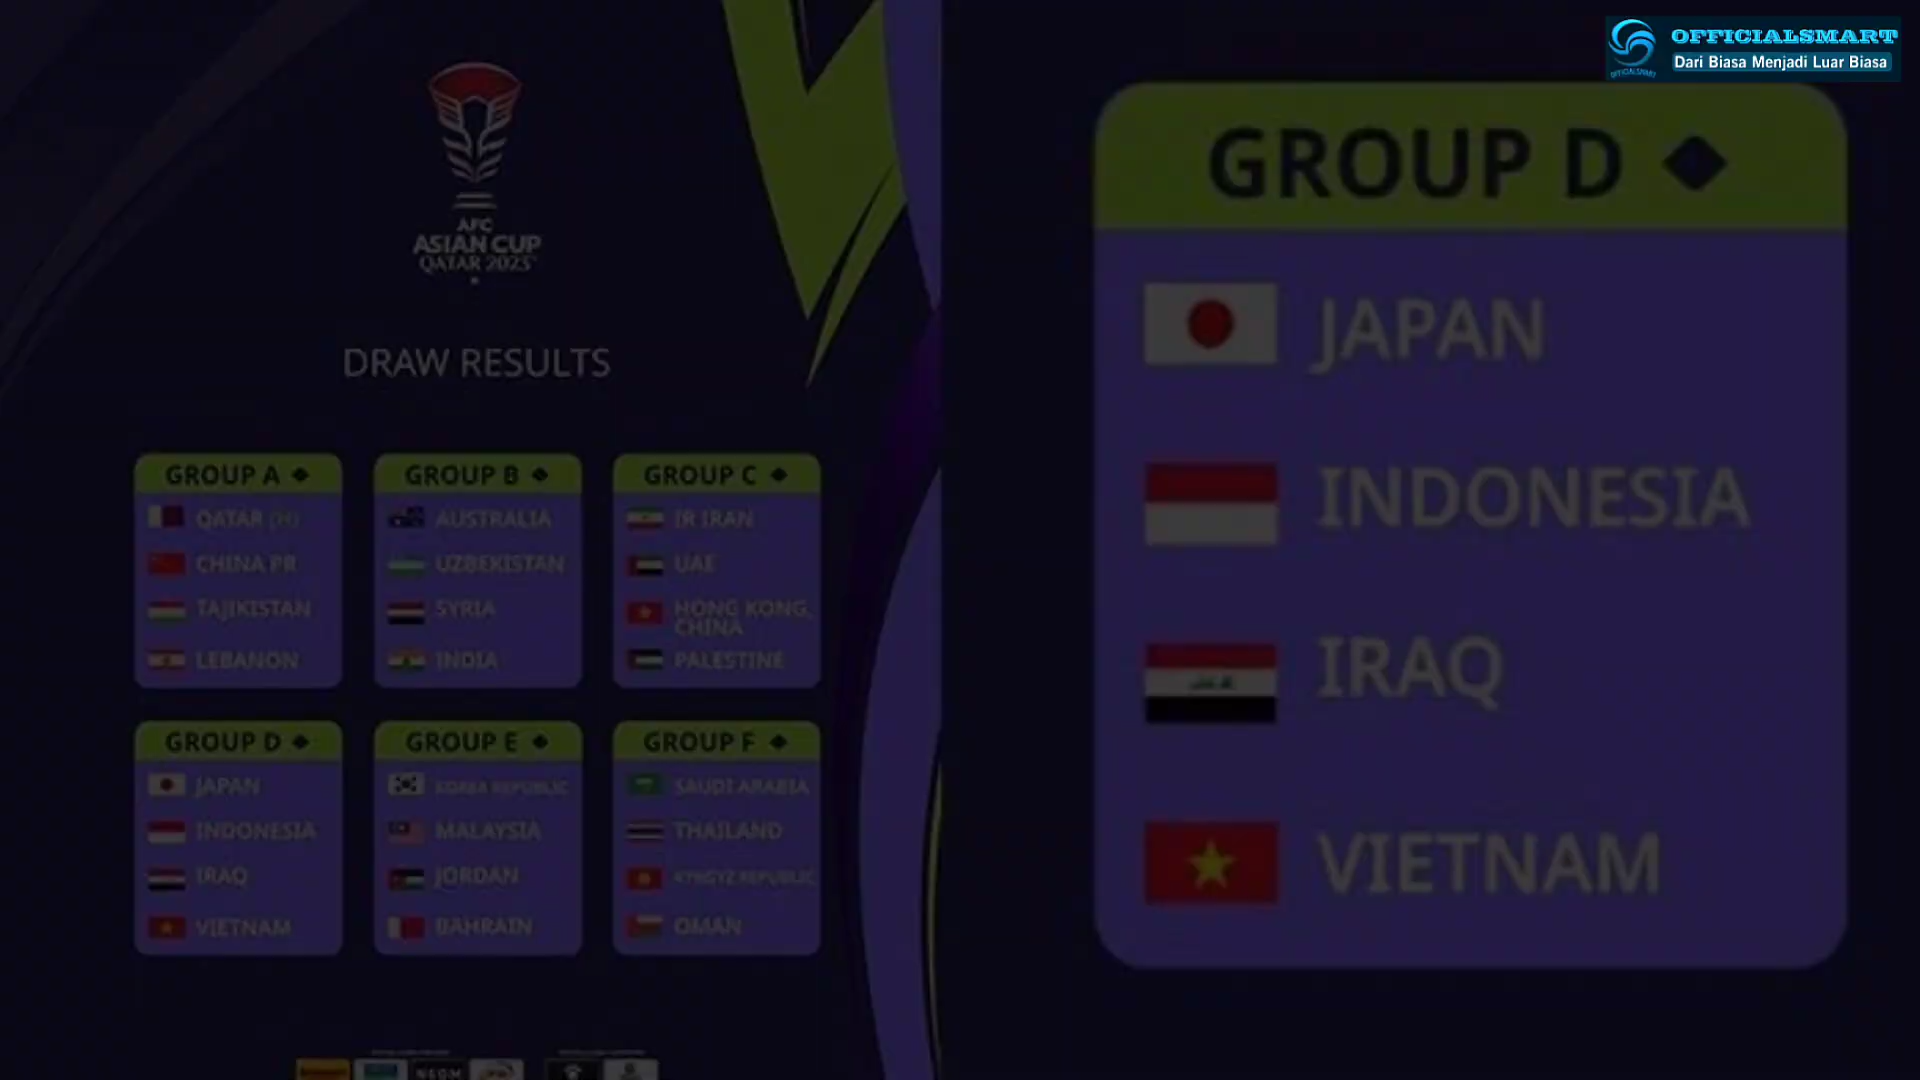 OFFICIALSMART
Dari Biasa Menjadi Luar Biasa
OFFICIALSMART
AFC
ASIAN CUP
QATAR 2023
DRAW RESULTS
GROUP A
QATAR (H)
CHINA PR
TAJIKISTAN
LEBANON
GROUP B
AUSTRALIA
UZBEKISTAN
SYRIA
INDIA
GROUP C
IR IRAN
UAE
HONG KONG,
CHINA
PALESTINE
GROUP D
JAPAN
INDONESIA
IRAQ
VIETNAM
GROUP E
KOREA REPUBLIC
MALAYSIA
JORDAN
BAHRAIN
GROUP F
SAUDI ARABIA
THAILAND
KYRGYZ REPUBLIC
OMAN
NEOM
GROUP D
JAPAN
INDONESIA
IRAQ
VIETNAM